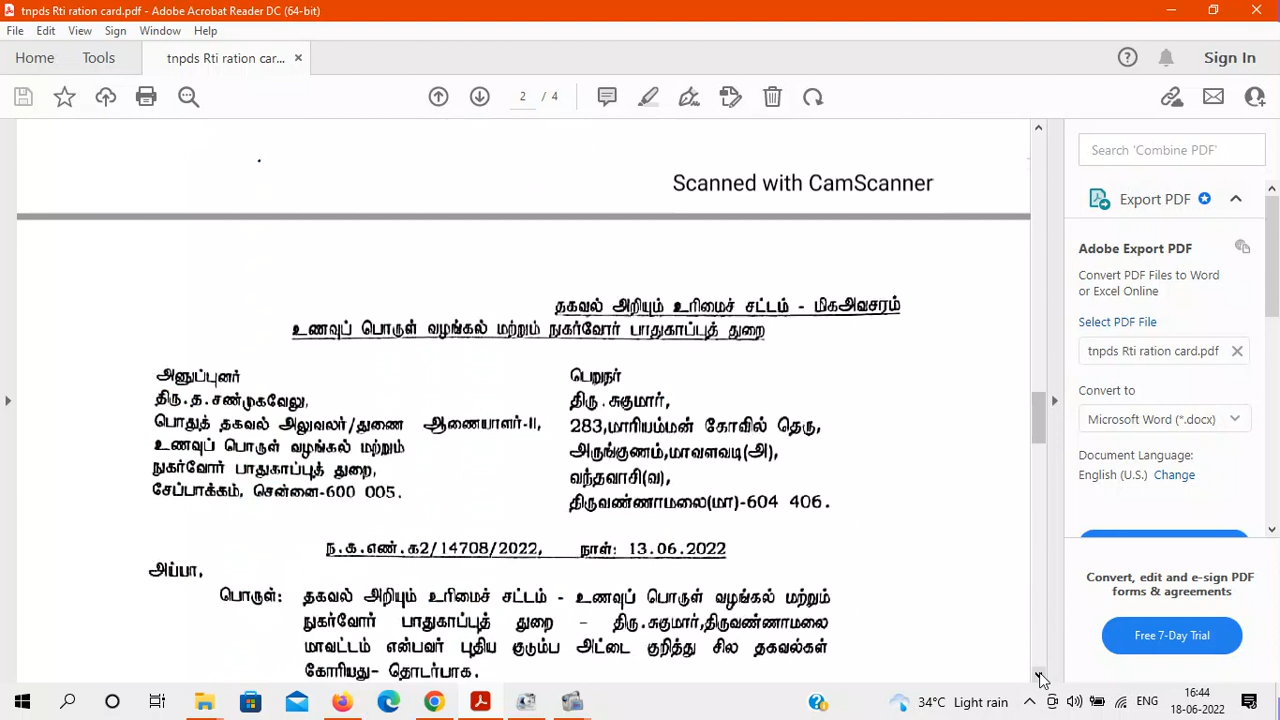 tnpds Rti ration card.pdf - Adobe Acrobat Reader DC (64-bit)
File Edit View Sign Window Help
Home Tools tnpds Rti ration car... × Sign In
2 / 4
Scanned with CamScanner
Search 'Combine PDF'
Export PDF
Adobe Export PDF
Convert PDF Files to Word
or Excel Online
Select PDF File
tnpds Rti ration card.pdf
Convert to
Microsoft Word (*.docx)
Document Language:
English (U.S.) Change
Convert, edit and e-sign PDF
forms & agreements
Free 7-Day Trial
தகவல் அறியும் உரிமைச் சட்டம் - மிகஅவசரம்
உணவுப் பொருள் வழங்கல் மற்றும் நுகர்வோர் பாதுகாப்புத் துறை
அனுப்புனர்
திரு.த.சண்முகவேலு,
பொதுத் தகவல் அலுவலர்/துணை ஆணையாளர்-II,
உணவுப் பொருள் வழங்கல் மற்றும்
நுகர்வோர் பாதுகாப்புத் துறை,
சேப்பாக்கம், சென்னை-600 005.
பெறுநர்
திரு.சுகுமார்,
283,மாரியம்மன் கோவில் தெரு,
அருங்குணம்,மாவளவடி(அ),
வந்தவாசி(வ),
திருவண்ணாமலை(மா)-604 406.
ந.க.எண்.க2/14708/2022, நாள்: 13.06.2022
அய்யா,
பொருள்: தகவல் அறியும் உரிமைச் சட்டம் - உணவுப் பொருள் வழங்கல் மற்றும்
நுகர்வோர் பாதுகாப்புத் துறை - திரு.சுகுமார்,திருவண்ணாமலை
மாவட்டம் என்பவர் புதிய குடும்ப அட்டை குறித்து சில தகவல்கள்
கோரியது- தொடர்பாக.
34°C Light rain ENG 16:44
18-06-2022